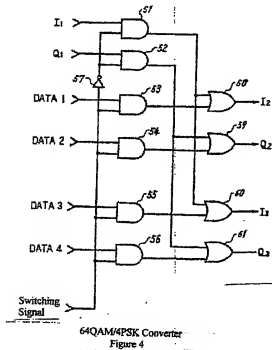 51
I1
52
Q1
57
53
58
DATA 1
I2
54
59
DATA 2
Q2
55
60
DATA 3
I3
56
61
DATA 4
Q3
Switching
Signal
64QAM/4PSK Converter
Figure 4